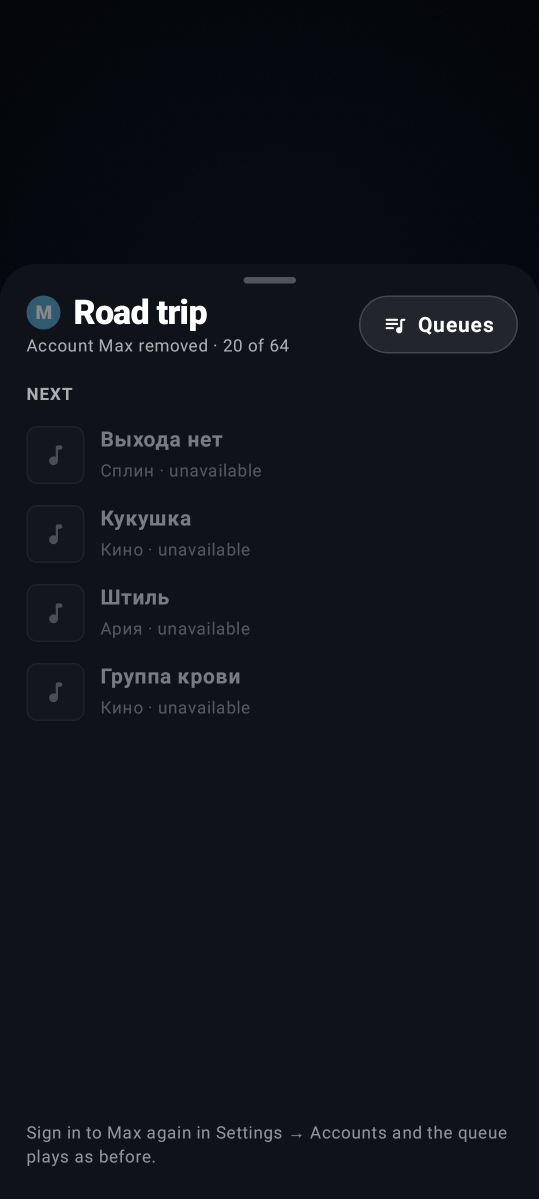 M Road trip
Queues
Account Max removed · 20 of 64
NEXT
Выхода нет
Сплин · unavailable
Кукушка
Кино · unavailable
Штиль
Ария · unavailable
Группа крови
Кино · unavailable
Sign in to Max again in Settings → Accounts and the queue
plays as before.